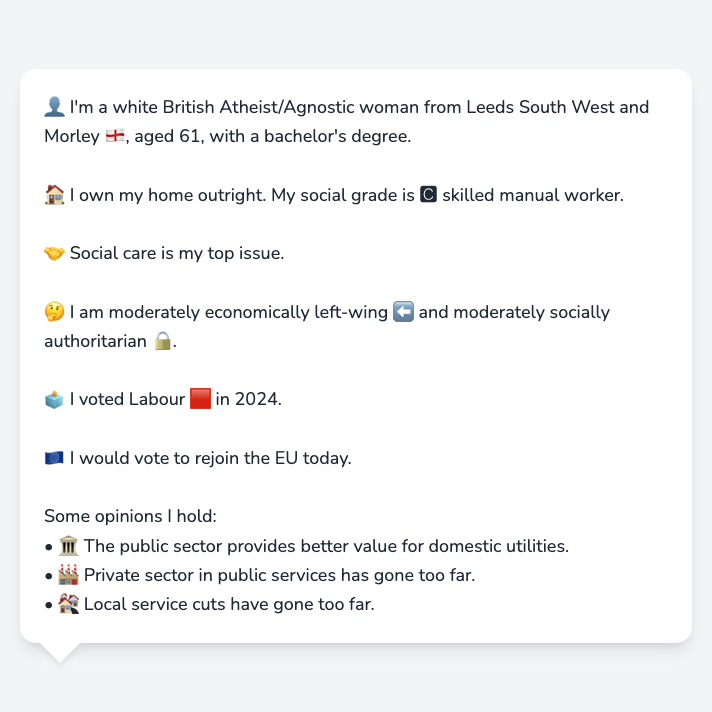 👤 I'm a white British Atheist/Agnostic woman from Leeds South West and
Morley 🏴󠁧󠁢󠁥󠁮󠁧󠁿, aged 61, with a bachelor's degree.
🏠 I own my home outright. My social grade is 🅲 skilled manual worker.
🤝 Social care is my top issue.
🤔 I am moderately economically left-wing ⬅️ and moderately socially
authoritarian 🔒.
🗳️ I voted Labour 🟥 in 2024.
🇪🇺 I would vote to rejoin the EU today.
Some opinions I hold:
• 🏛️ The public sector provides better value for domestic utilities.
• 🏭 Private sector in public services has gone too far.
• 🏘️ Local service cuts have gone too far.